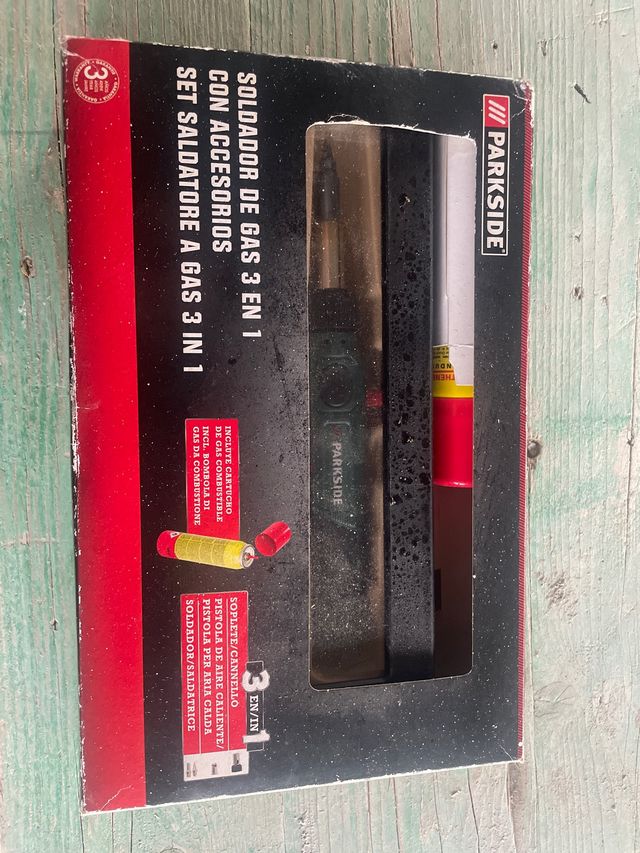 PARKSIDE
SOLDADOR DE GAS 3 EN 1
CON ACCESORIOS
SET SALDATORE A GAS 3 IN 1
PARKSIDE
INCLUYE CARTUCHO
DE GAS COMBUSTIBLE
INCL. BOMBOLA DI
GAS DA COMBUSTIONE
3 EN/IN 1
SOPLETE/CANNELLO
PISTOLA DE AIRE CALIENTE/
PISTOLA PER ARIA CALDA
SOLDADOR/SALDATRICE
3